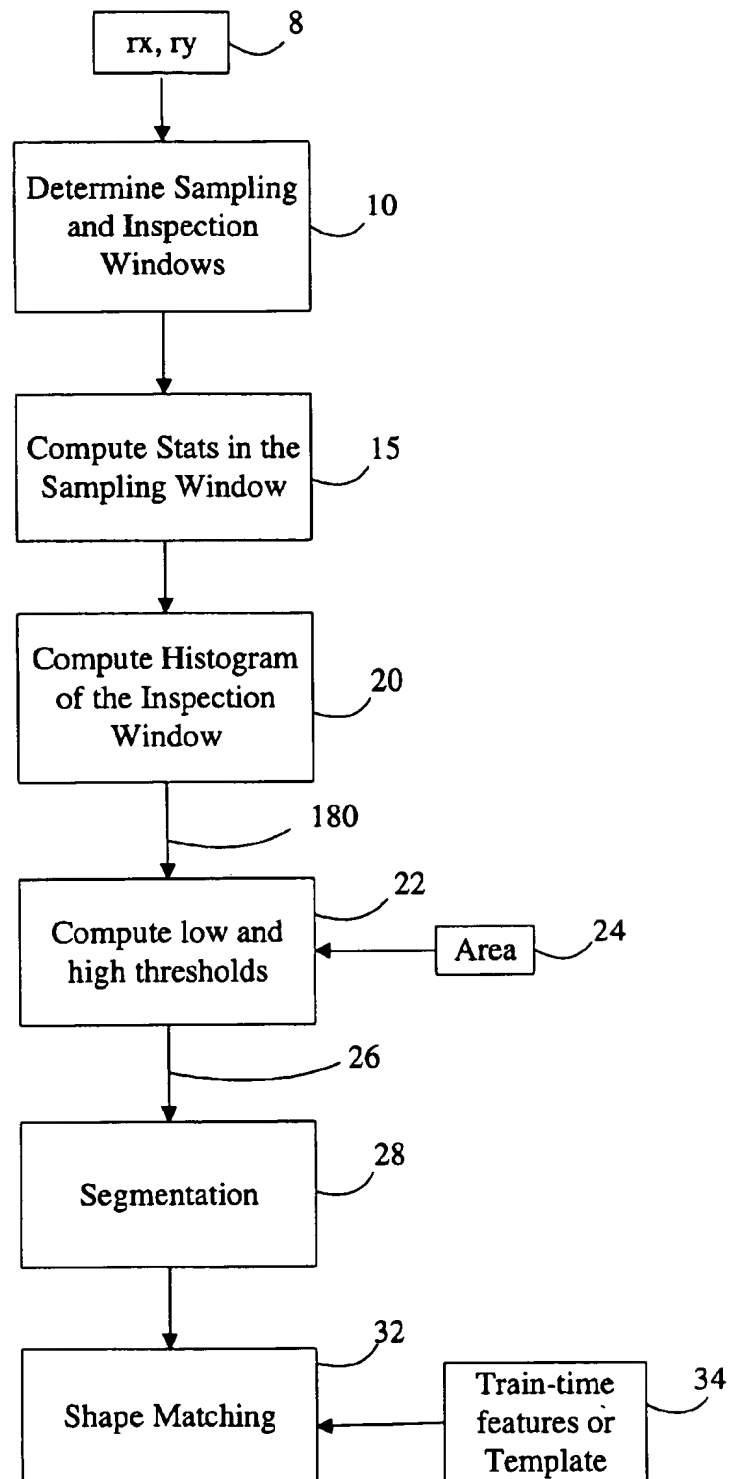 rx, ry
8
Determine Sampling
and Inspection
Windows
10
Compute Stats in the
Sampling Window
15
Compute Histogram
of the Inspection
Window
20
180
Compute low and
high thresholds
22
Area
24
26
Segmentation
28
Shape Matching
32
Train-time
features or
Template
34